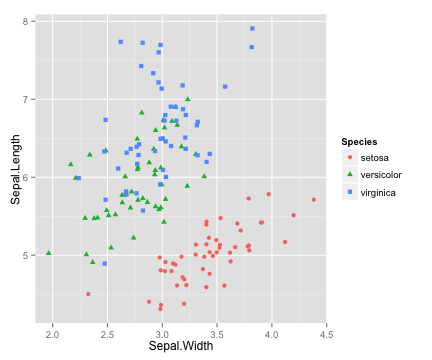 8
7
6
5
Sepal.Length
2.0 2.5 3.0 3.5 4.0 4.5
Sepal.Width
Species
setosa
versicolor
virginica